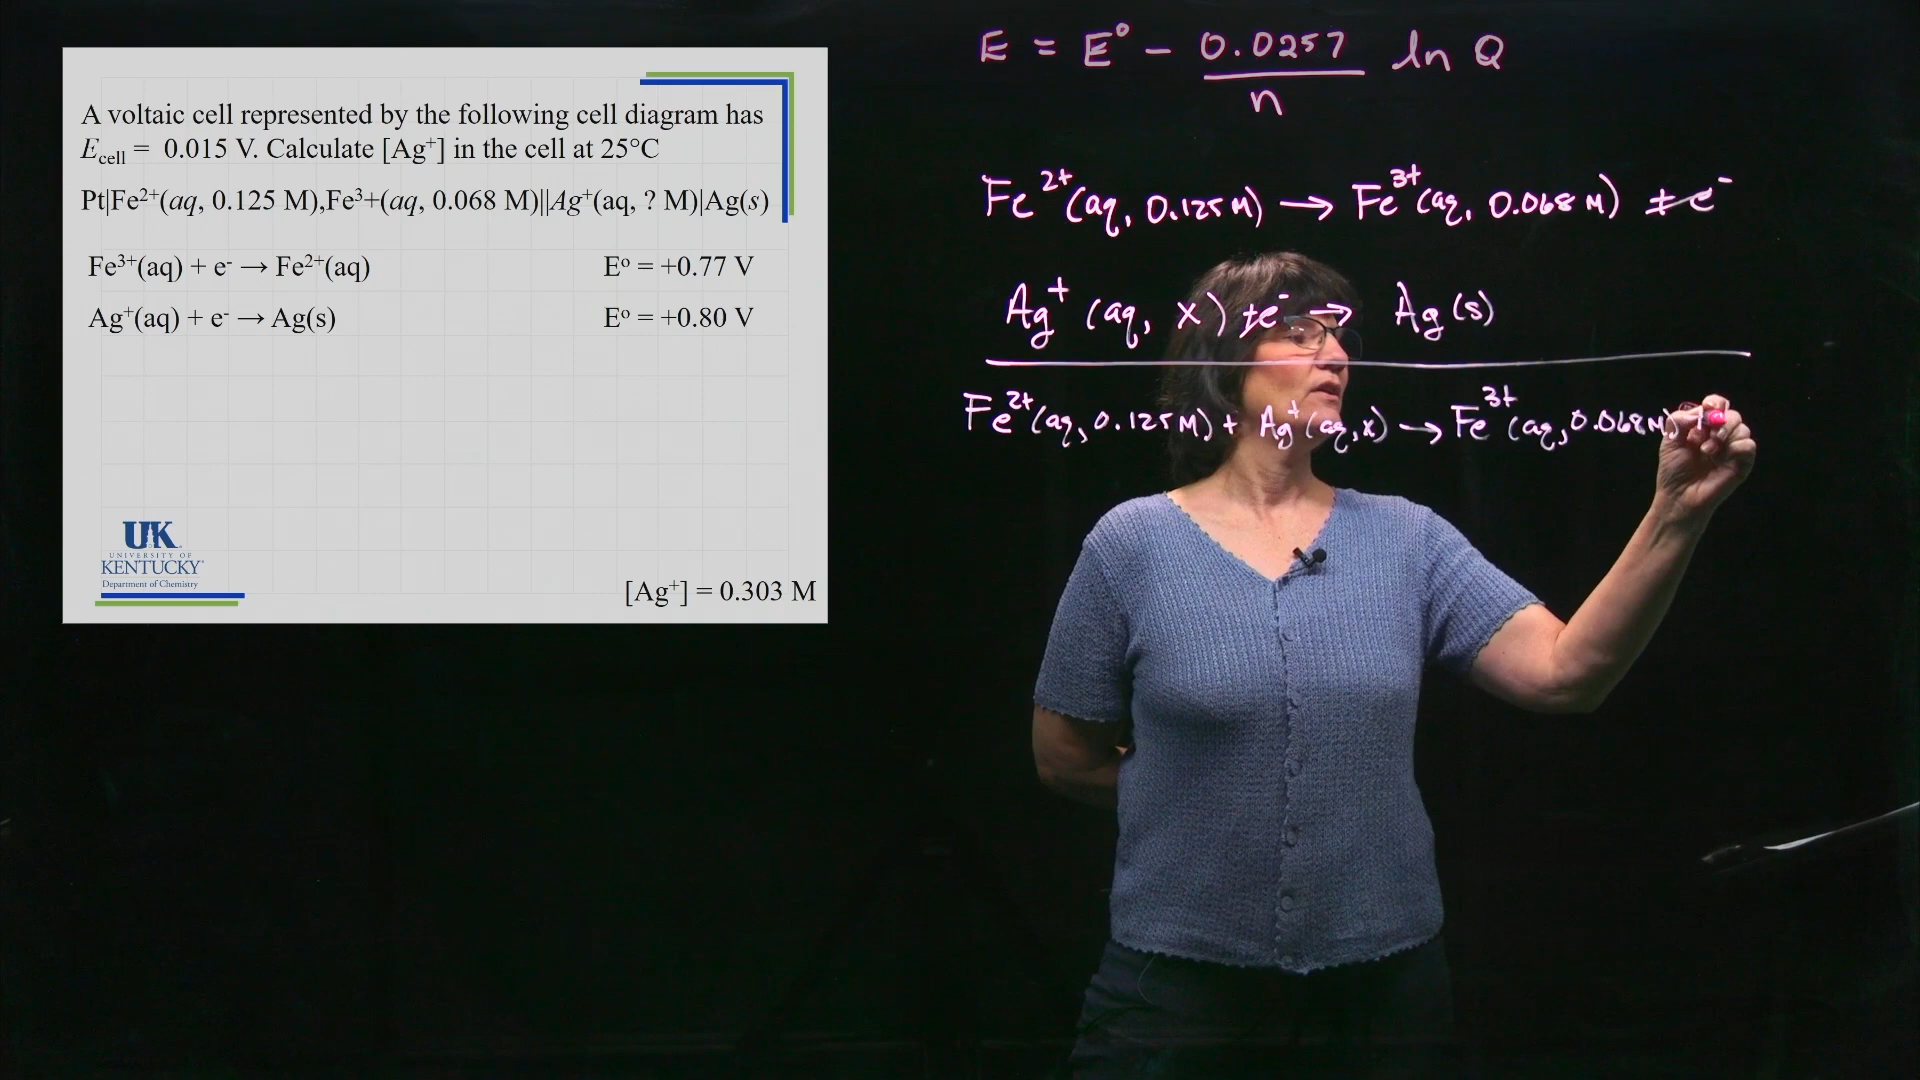 A voltaic cell represented by the following cell diagram has
E_cell = 0.015 V. Calculate [Ag⁺] in the cell at 25°C
Pt|Fe²⁺(aq, 0.125 M),Fe³+(aq, 0.068 M)||Ag⁺(aq, ? M)|Ag(s)
Fe³⁺(aq) + e⁻ → Fe²⁺(aq) Eº = +0.77 V
Ag⁺(aq) + e⁻ → Ag(s) Eº = +0.80 V
UK
UNIVERSITY OF
KENTUCKY
Department of Chemistry
[Ag⁺] = 0.303 M
E = E° − 0.0257/n ln Q
Fe²⁺(aq, 0.125 M) → Fe³⁺(aq, 0.068 M) + e⁻
Ag⁺(aq, x) + e⁻ → Ag(s)
Fe²⁺(aq, 0.125 M) + Ag⁺(aq, x) → Fe³⁺(aq, 0.068 M) +